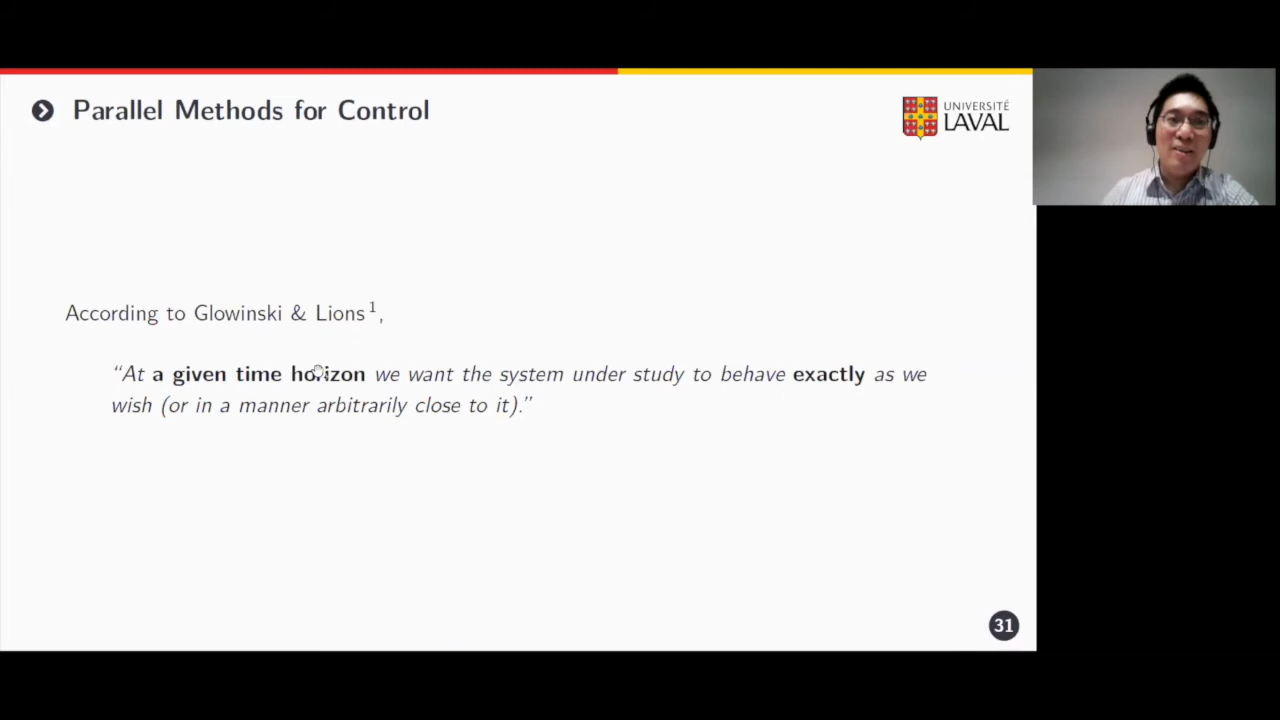 Parallel Methods for Control
UNIVERSITÉ
LAVAL
According to Glowinski & Lions¹,
“At a given time horizon we want the system under study to behave exactly as we
wish (or in a manner arbitrarily close to it).”
31